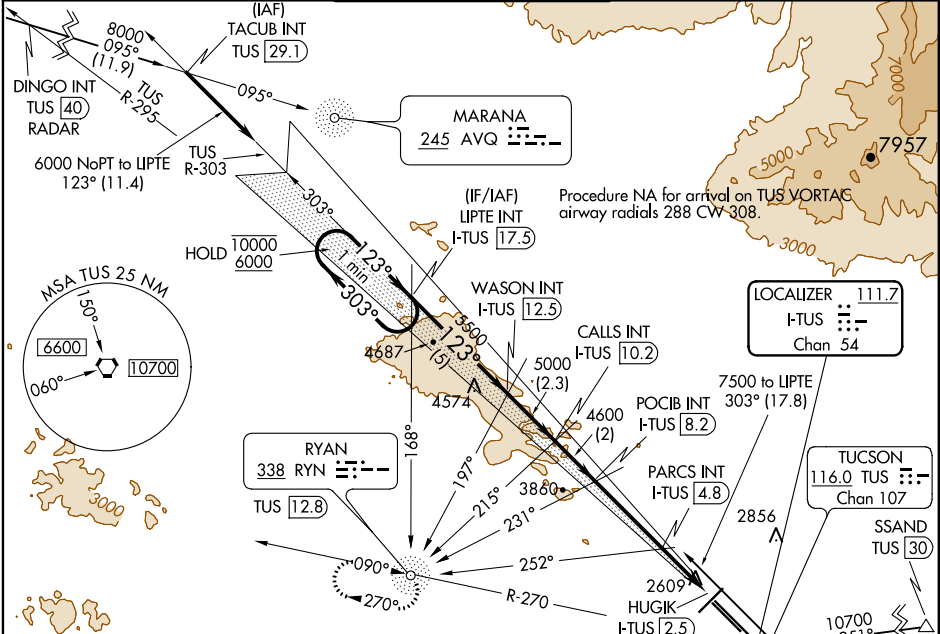 (IAF)
TACUB INT
TUS 29.1
8000
095°
(11.9)
DINGO INT
TUS 40
RADAR
TUS
R-295
095°
MARANA
245 AVQ
6000 NoPT to LIPTE
123° (11.4)
TUS
R-303
7000
7957
5000
3000
303°
(IF/IAF)
LIPTE INT
I-TUS 17.5
Procedure NA for arrival on TUS VORTAC
airway radials 288 CW 308.
HOLD 10000
6000
123°
1 min
303°
MSA TUS 25 NM
150°
6600
060°
10700
WASON INT
I-TUS 12.5
LOCALIZER 111.7
I-TUS
Chan 54
5500
123°
(5)
4687
4574
CALLS INT
I-TUS 10.2
5000
(2.3)
7500 to LIPTE
303° (17.8)
4600
(2)
POCIB INT
I-TUS 8.2
RYAN
338 RYN
TUS 12.8
168°
197°
215°
231°
3860
PARCS INT
I-TUS 4.8
TUCSON
116.0 TUS
Chan 107
3000
2856
SSAND
TUS 30
252°
090°
270°
R-270
2609
HUGIK
I-TUS 2.5
10700